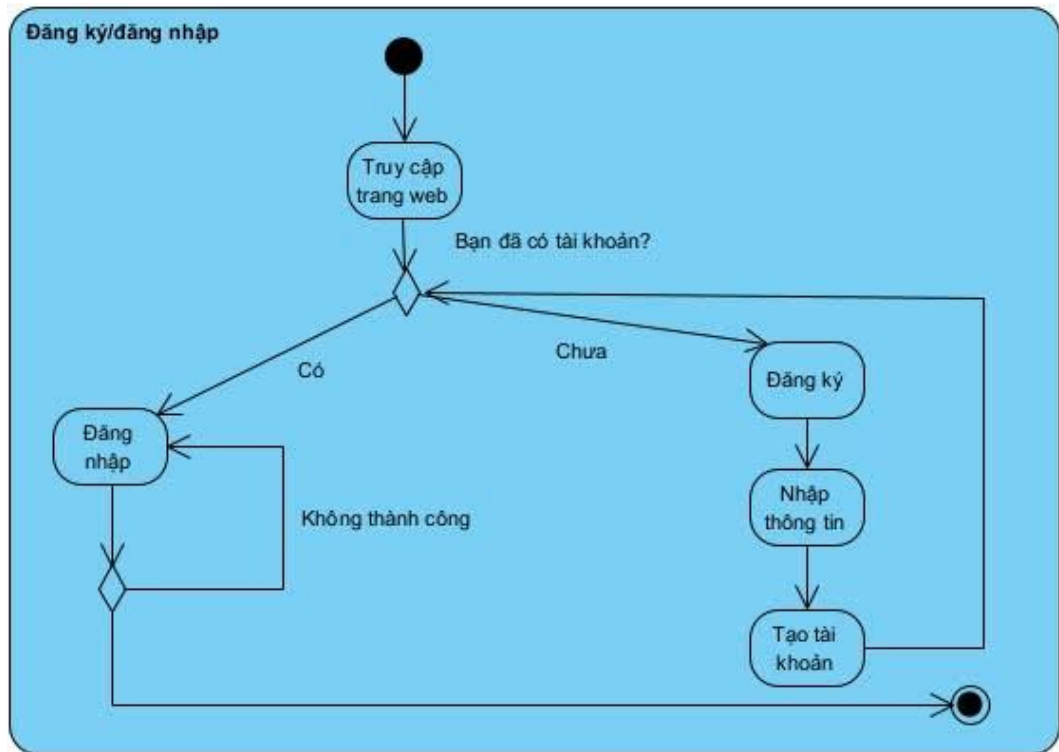 Đăng ký/đăng nhập
Truy cập
trang web
Bạn đã có tài khoản?
Có
Chưa
Đăng ký
Đăng
nhập
Không thành công
Nhập
thông tin
Tạo tài
khoản